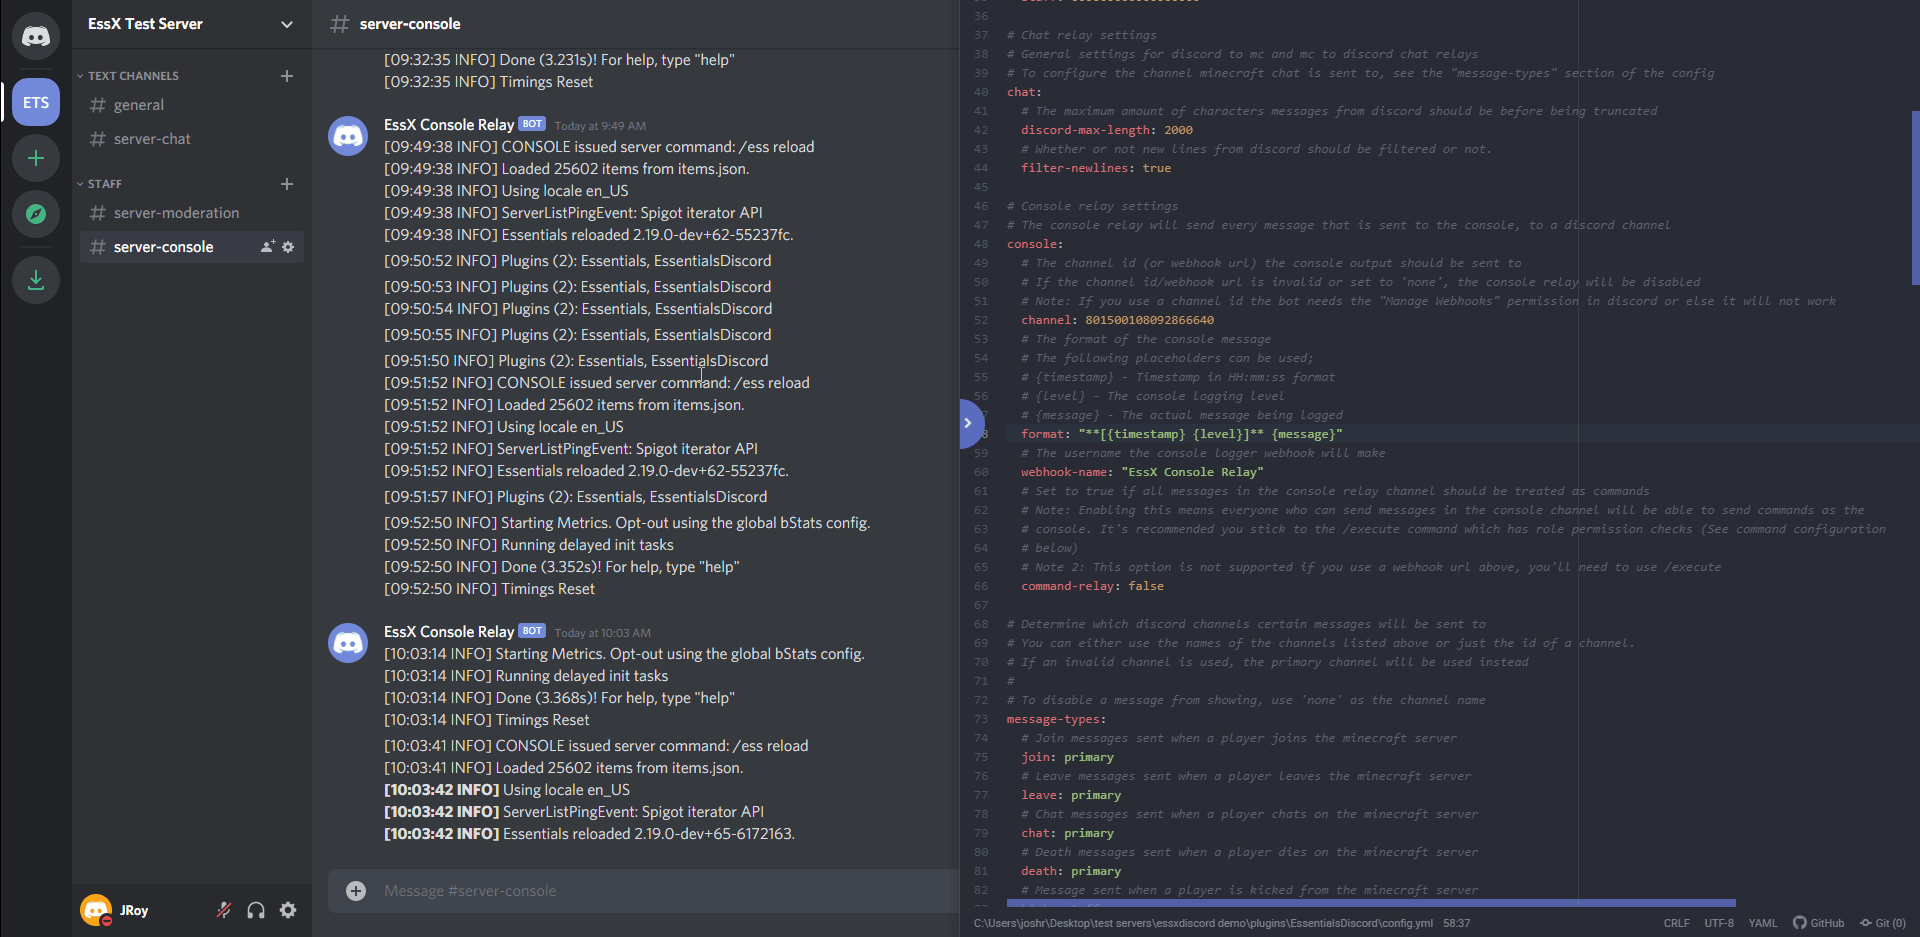 EssX Test Server
ETS
TEXT CHANNELS
general
server-chat
STAFF
server-moderation
server-console
JRoy
# server-console
[09:32:35 INFO] Done (3.231s)! For help, type "help"
[09:32:35 INFO] Timings Reset
EssX Console Relay BOT Today at 9:49 AM
[09:49:38 INFO] CONSOLE issued server command: /ess reload
[09:49:38 INFO] Loaded 25602 items from items.json.
[09:49:38 INFO] Using locale en_US
[09:49:38 INFO] ServerListPingEvent: Spigot iterator API
[09:49:38 INFO] Essentials reloaded 2.19.0-dev+62-55237fc.
[09:50:52 INFO] Plugins (2): Essentials, EssentialsDiscord
[09:50:53 INFO] Plugins (2): Essentials, EssentialsDiscord
[09:50:54 INFO] Plugins (2): Essentials, EssentialsDiscord
[09:50:55 INFO] Plugins (2): Essentials, EssentialsDiscord
[09:51:50 INFO] Plugins (2): Essentials, EssentialsDiscord
[09:51:52 INFO] CONSOLE issued server command: /ess reload
[09:51:52 INFO] Loaded 25602 items from items.json.
[09:51:52 INFO] Using locale en_US
[09:51:52 INFO] ServerListPingEvent: Spigot iterator API
[09:51:52 INFO] Essentials reloaded 2.19.0-dev+62-55237fc.
[09:51:57 INFO] Plugins (2): Essentials, EssentialsDiscord
[09:52:50 INFO] Starting Metrics. Opt-out using the global bStats config.
[09:52:50 INFO] Running delayed init tasks
[09:52:50 INFO] Done (3.352s)! For help, type "help"
[09:52:50 INFO] Timings Reset
EssX Console Relay BOT Today at 10:03 AM
[10:03:14 INFO] Starting Metrics. Opt-out using the global bStats config.
[10:03:14 INFO] Running delayed init tasks
[10:03:14 INFO] Done (3.368s)! For help, type "help"
[10:03:14 INFO] Timings Reset
[10:03:41 INFO] CONSOLE issued server command: /ess reload
[10:03:41 INFO] Loaded 25602 items from items.json.
[10:03:42 INFO] Using locale en_US
[10:03:42 INFO] ServerListPingEvent: Spigot iterator API
[10:03:42 INFO] Essentials reloaded 2.19.0-dev+65-6172163.
Message #server-console
36
37 # Chat relay settings
38 # General settings for discord to mc and mc to discord chat relays
39 # To configure the channel minecraft chat is sent to, see the "message-types" section of the config
40 chat:
41 # The maximum amount of characters messages from discord should be before being truncated
42 discord-max-length: 2000
43 # Whether or not new lines from discord should be filtered or not.
44 filter-newlines: true
45
46 # Console relay settings
47 # The console relay will send every message that is sent to the console, to a discord channel
48 console:
49 # The channel id (or webhook url) the console output should be sent to
50 # If the channel id/webhook url is invalid or set to 'none', the console relay will be disabled
51 # Note: If you use a channel id the bot needs the "Manage Webhooks" permission in discord or else it will not work
52 channel: 801500108092866640
53 # The format of the console message
54 # The following placeholders can be used;
55 # {timestamp} - Timestamp in HH:mm:ss format
56 # {level} - The console logging level
7 # {message} - The actual message being logged
8 format: "**[{timestamp} {level}]** {message}"
59 # The username the console logger webhook will make
60 webhook-name: "EssX Console Relay"
61 # Set to true if all messages in the console relay channel should be treated as commands
62 # Note: Enabling this means everyone who can send messages in the console channel will be able to send commands as the
63 # console. It's recommended you stick to the /execute command which has role permission checks (See command configuration
64 # below)
65 # Note 2: This option is not supported if you use a webhook url above, you'll need to use /execute
66 command-relay: false
67
68 # Determine which discord channels certain messages will be sent to
69 # You can either use the names of the channels listed above or just the id of a channel.
70 # If an invalid channel is used, the primary channel will be used instead
71 #
72 # To disable a message from showing, use 'none' as the channel name
73 message-types:
74 # Join messages sent when a player joins the minecraft server
75 join: primary
76 # Leave messages sent when a player leaves the minecraft server
77 leave: primary
78 # Chat messages sent when a player chats on the minecraft server
79 chat: primary
80 # Death messages sent when a player dies on the minecraft server
81 death: primary
82 # Message sent when a player is kicked from the minecraft server
C:\Users\joshr\Desktop\test servers\essxdiscord demo\plugins\EssentialsDiscord\config.yml 58:37
CRLF UTF-8 YAML GitHub Git (0)